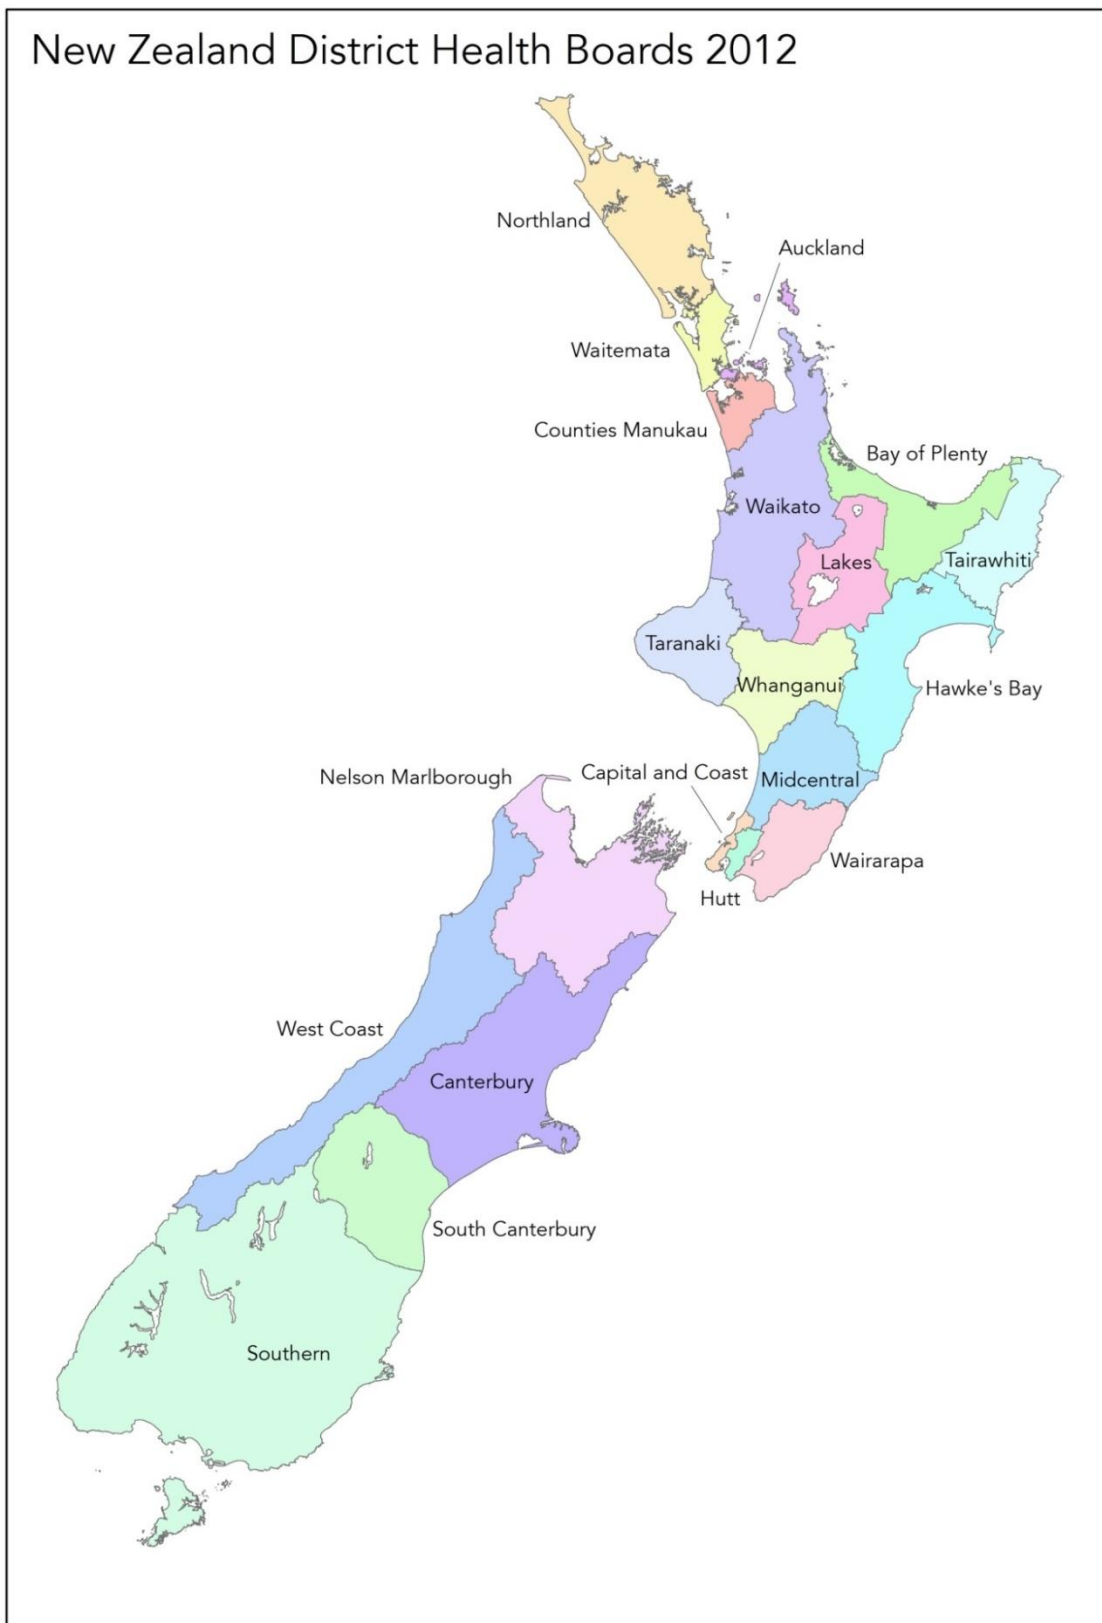 New Zealand District Health Boards 2012
Northland
Auckland
Waitemata
Counties Manukau
Bay of Plenty
Waikato
Lakes
Tairawhiti
Taranaki
Whanganui
Hawke's Bay
Capital and Coast
Nelson Marlborough
Midcentral
Wairarapa
Hutt
West Coast
Canterbury
South Canterbury
Southern